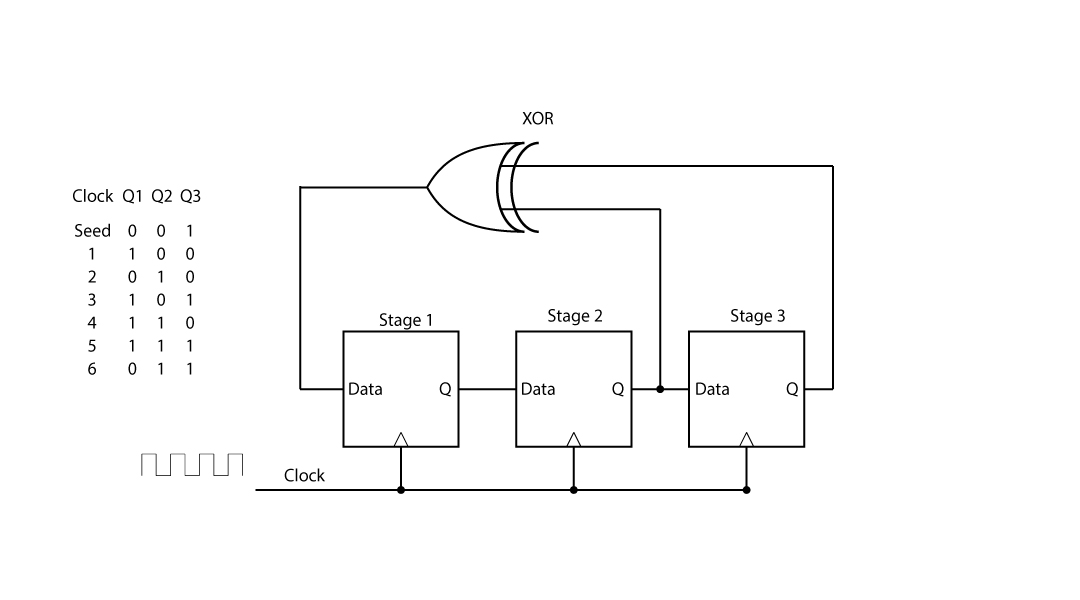 XOR
Clock Q1 Q2 Q3
Seed 0 0 1
1 1 0 0
2 0 1 0
3 1 0 1
4 1 1 0
5 1 1 1
6 0 1 1
Stage 1
Stage 2
Stage 3
Data Q
Data Q
Data Q
Clock